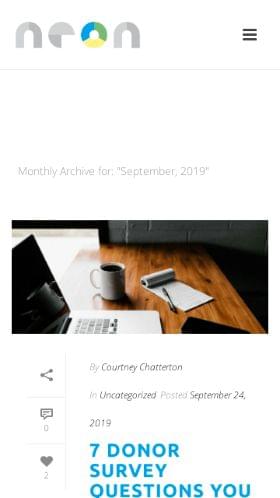 neon
Monthly Archive for: "September, 2019"
By Courtney Chatterton
In Uncategorized Posted September 24,
2019
0
2
7 DONOR
SURVEY
QUESTIONS YOU